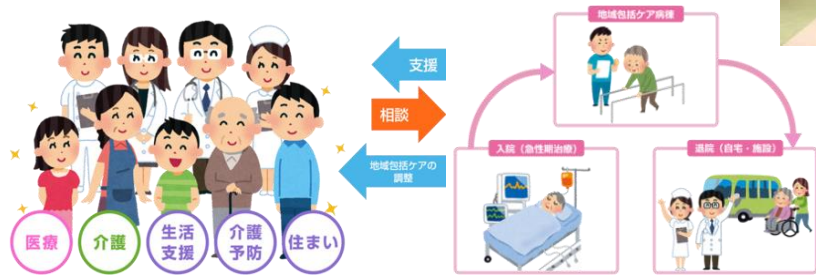 地域包括ケア病棟
支援
相談
地域包括ケアの
調整
入院（急性期治療）
退院（自宅・施設）
医療
介護
生活
支援
介護
予防
住まい